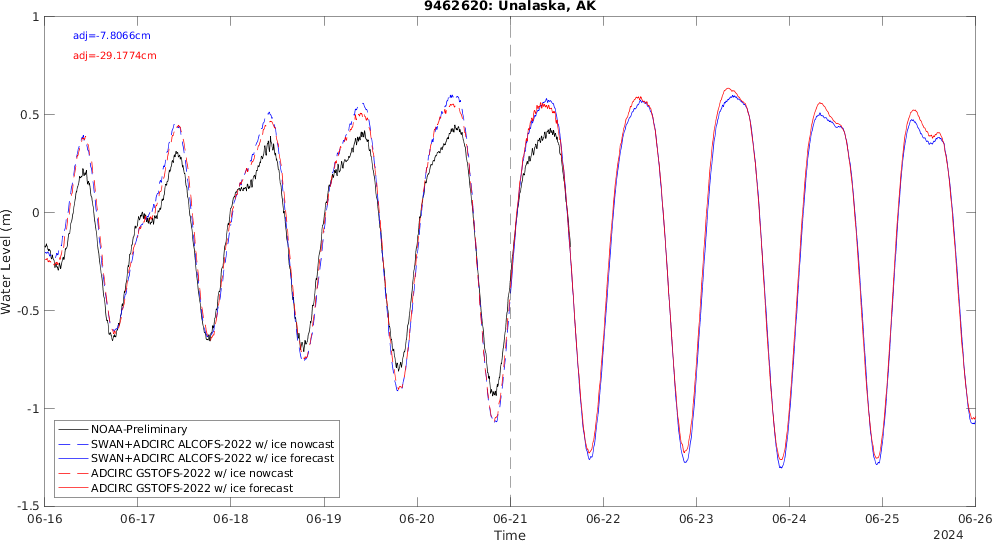 9462620: Unalaska, AK
adj=-7.8066cm
adj=-29.1774cm
Water Level (m)
1
0.5
0
-0.5
-1
-1.5
NOAA-Preliminary
SWAN+ADCIRC ALCOFS-2022 w/ ice nowcast
SWAN+ADCIRC ALCOFS-2022 w/ ice forecast
ADCIRC GSTOFS-2022 w/ ice nowcast
ADCIRC GSTOFS-2022 w/ ice forecast
06-16 06-17 06-18 06-19 06-20 06-21 06-22 06-23 06-24 06-25 06-26
Time
2024